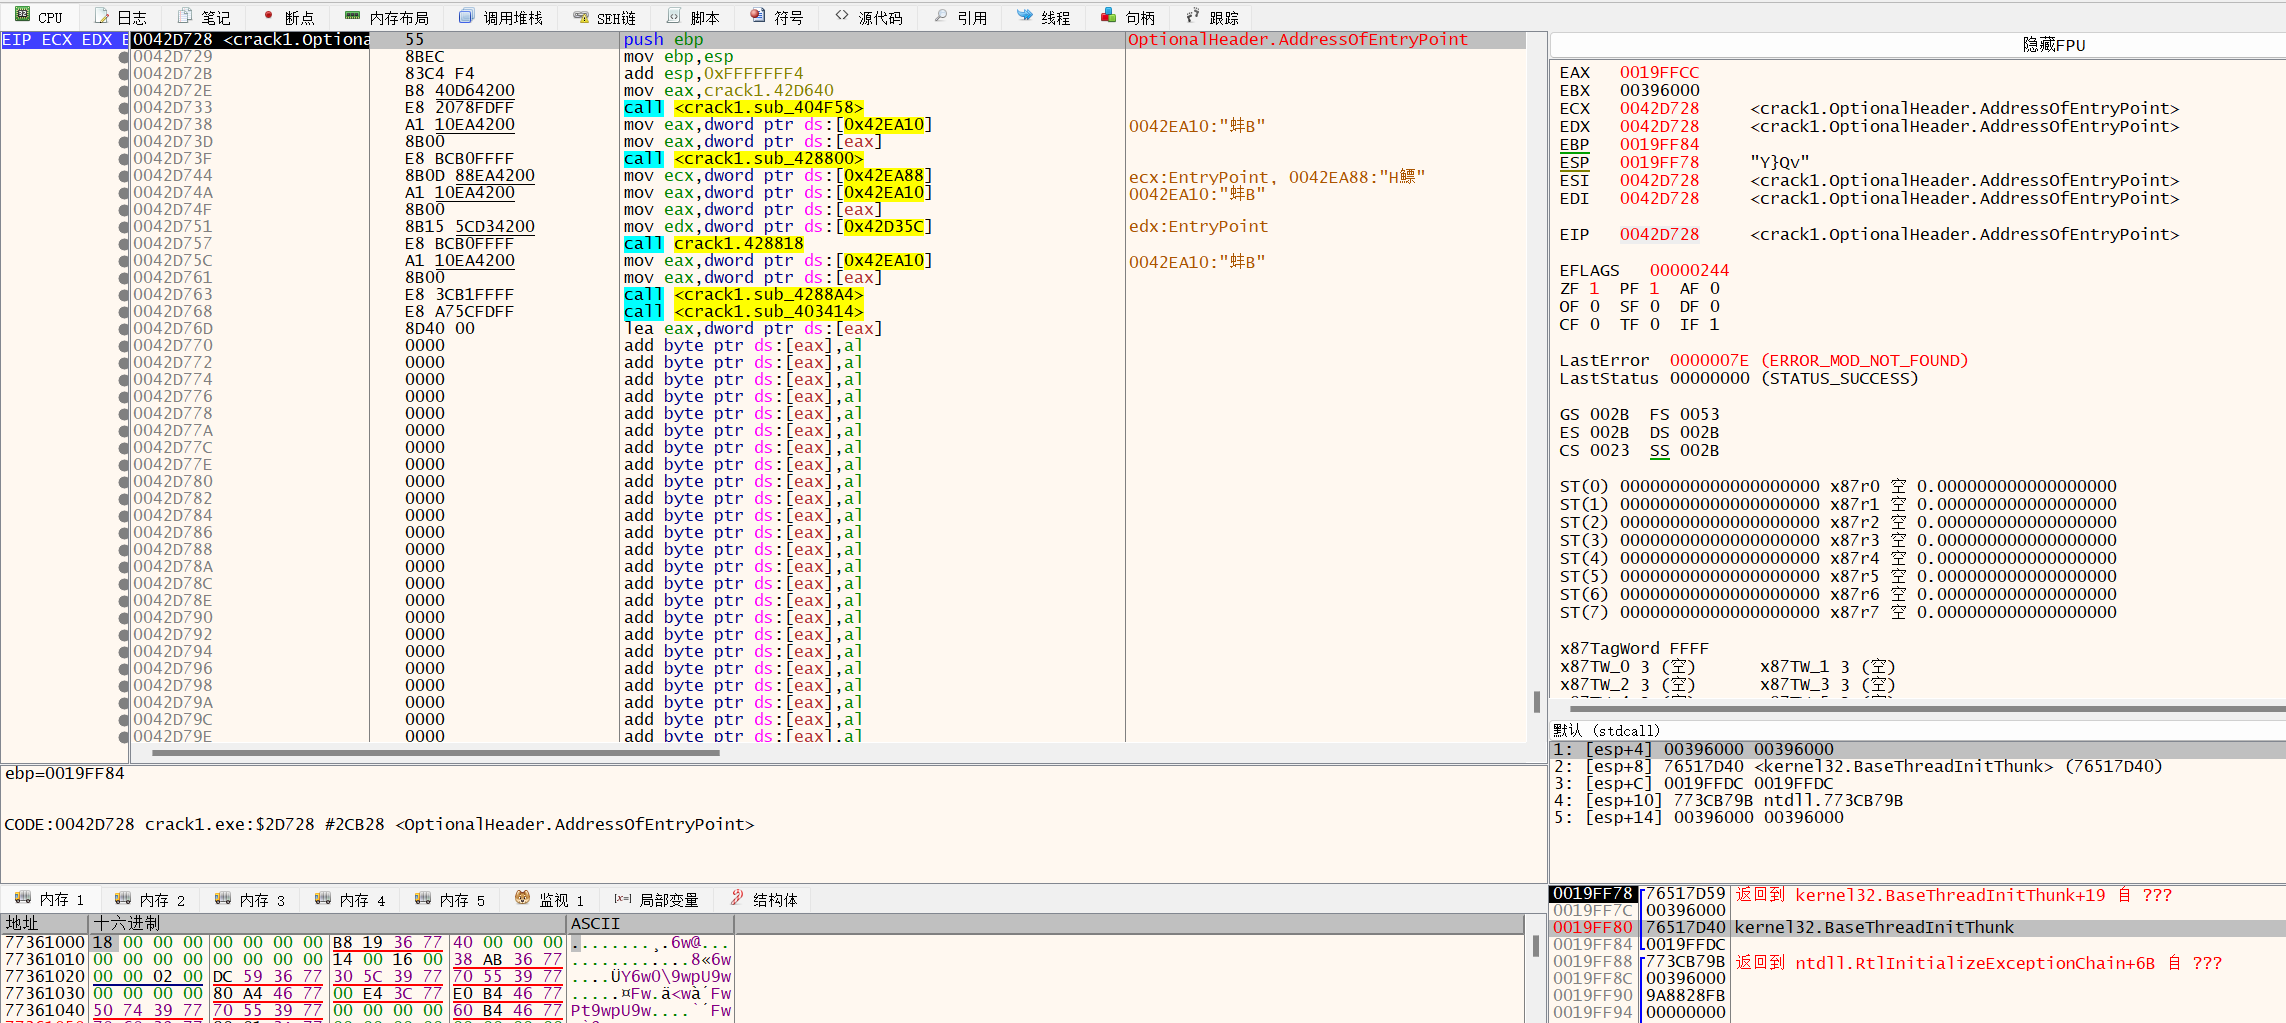 CPU 日志 笔记 断点 内存布局 调用堆栈 SEH链 脚本 符号 源代码 引用 线程 句柄 跟踪
EIP ECX EDX E 0042D728 <crack1.Optiona 55 push ebp OptionalHeader.AddressOfEntryPoint
0042D729 8BEC mov ebp,esp
0042D72B 83C4 F4 add esp,0xFFFFFFF4
0042D72E B8 40D64200 mov eax,crack1.42D640
0042D733 E8 2078FDFF call <crack1.sub_404F58>
0042D738 A1 10EA4200 mov eax,dword ptr ds:[0x42EA10] 0042EA10:"蚌B"
0042D73D 8B00 mov eax,dword ptr ds:[eax]
0042D73F E8 BCB0FFFF call <crack1.sub_428800>
0042D744 8B0D 88EA4200 mov ecx,dword ptr ds:[0x42EA88] ecx:EntryPoint, 0042EA88:"H鰾"
0042D74A A1 10EA4200 mov eax,dword ptr ds:[0x42EA10] 0042EA10:"蚌B"
0042D74F 8B00 mov eax,dword ptr ds:[eax]
0042D751 8B15 5CD34200 mov edx,dword ptr ds:[0x42D35C] edx:EntryPoint
0042D757 E8 BCB0FFFF call crack1.428818
0042D75C A1 10EA4200 mov eax,dword ptr ds:[0x42EA10] 0042EA10:"蚌B"
0042D761 8B00 mov eax,dword ptr ds:[eax]
0042D763 E8 3CB1FFFF call <crack1.sub_4288A4>
0042D768 E8 A75CFDFF call <crack1.sub_403414>
0042D76D 8D40 00 lea eax,dword ptr ds:[eax]
0042D770 0000 add byte ptr ds:[eax],al
0042D772 0000 add byte ptr ds:[eax],al
0042D774 0000 add byte ptr ds:[eax],al
0042D776 0000 add byte ptr ds:[eax],al
0042D778 0000 add byte ptr ds:[eax],al
0042D77A 0000 add byte ptr ds:[eax],al
0042D77C 0000 add byte ptr ds:[eax],al
0042D77E 0000 add byte ptr ds:[eax],al
0042D780 0000 add byte ptr ds:[eax],al
0042D782 0000 add byte ptr ds:[eax],al
0042D784 0000 add byte ptr ds:[eax],al
0042D786 0000 add byte ptr ds:[eax],al
0042D788 0000 add byte ptr ds:[eax],al
0042D78A 0000 add byte ptr ds:[eax],al
0042D78C 0000 add byte ptr ds:[eax],al
0042D78E 0000 add byte ptr ds:[eax],al
0042D790 0000 add byte ptr ds:[eax],al
0042D792 0000 add byte ptr ds:[eax],al
0042D794 0000 add byte ptr ds:[eax],al
0042D796 0000 add byte ptr ds:[eax],al
0042D798 0000 add byte ptr ds:[eax],al
0042D79A 0000 add byte ptr ds:[eax],al
0042D79C 0000 add byte ptr ds:[eax],al
0042D79E 0000 add byte ptr ds:[eax],al
隐藏FPU
EAX 0019FFCC
EBX 00396000
ECX 0042D728 <crack1.OptionalHeader.AddressOfEntryPoint>
EDX 0042D728 <crack1.OptionalHeader.AddressOfEntryPoint>
EBP 0019FF84
ESP 0019FF78 "Y}Qv"
ESI 0042D728 <crack1.OptionalHeader.AddressOfEntryPoint>
EDI 0042D728 <crack1.OptionalHeader.AddressOfEntryPoint>
EIP 0042D728 <crack1.OptionalHeader.AddressOfEntryPoint>
EFLAGS 00000244
ZF 1 PF 1 AF 0
OF 0 SF 0 DF 0
CF 0 TF 0 IF 1
LastError 0000007E (ERROR_MOD_NOT_FOUND)
LastStatus 00000000 (STATUS_SUCCESS)
GS 002B FS 0053
ES 002B DS 002B
CS 0023 SS 002B
ST(0) 00000000000000000000 x87r0 空 0.000000000000000000
ST(1) 00000000000000000000 x87r1 空 0.000000000000000000
ST(2) 00000000000000000000 x87r2 空 0.000000000000000000
ST(3) 00000000000000000000 x87r3 空 0.000000000000000000
ST(4) 00000000000000000000 x87r4 空 0.000000000000000000
ST(5) 00000000000000000000 x87r5 空 0.000000000000000000
ST(6) 00000000000000000000 x87r6 空 0.000000000000000000
ST(7) 00000000000000000000 x87r7 空 0.000000000000000000
x87TagWord FFFF
x87TW_0 3 (空) x87TW_1 3 (空)
x87TW_2 3 (空) x87TW_3 3 (空)
默认 (stdcall)
1: [esp+4] 00396000 00396000
2: [esp+8] 76517D40 <kernel32.BaseThreadInitThunk> (76517D40)
3: [esp+C] 0019FFDC 0019FFDC
4: [esp+10] 773CB79B ntdll.773CB79B
5: [esp+14] 00396000 00396000
ebp=0019FF84
CODE:0042D728 crack1.exe:$2D728 #2CB28 <OptionalHeader.AddressOfEntryPoint>
内存 1 内存 2 内存 3 内存 4 内存 5 监视 1 局部变量 结构体
地址 十六进制 ASCII
77361000 18 00 00 00 00 00 00 00 B8 19 36 77 40 00 00 00 ........¸.6w@...
77361010 00 00 00 00 00 00 00 00 14 00 16 00 38 AB 36 77 ............8«6w
77361020 00 00 02 00 DC 59 36 77 30 5C 39 77 70 55 39 77 ....ÜY6w0\9wpU9w
77361030 00 00 00 00 80 A4 46 77 00 E4 3C 77 E0 B4 46 77 .....¤Fw.ä<wà´Fw
77361040 50 74 39 77 70 55 39 77 00 00 00 00 60 B4 46 77 Pt9wpU9w....`´Fw
0019FF78 76517D59 返回到 kernel32.BaseThreadInitThunk+19 自 ???
0019FF7C 00396000
0019FF80 76517D40 kernel32.BaseThreadInitThunk
0019FF84 0019FFDC
0019FF88 773CB79B 返回到 ntdll.RtlInitializeExceptionChain+6B 自 ???
0019FF8C 00396000
0019FF90 9A8828FB
0019FF94 00000000